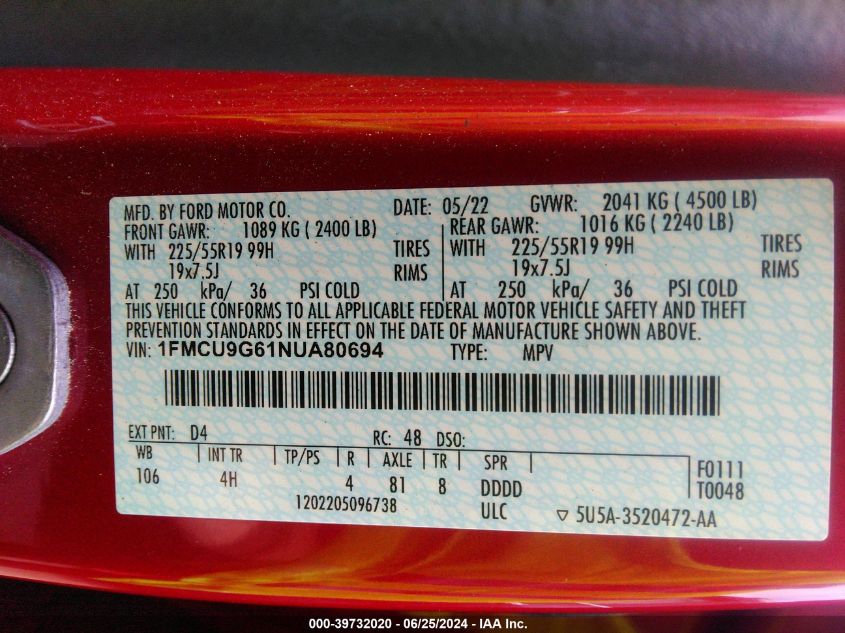 MFD. BY FORD MOTOR CO. DATE: 05/22 GVWR: 2041 KG ( 4500 LB)
FRONT GAWR: 1089 KG ( 2400 LB) REAR GAWR: 1016 KG ( 2240 LB)
WITH 225/55R19 99H TIRES WITH 225/55R19 99H TIRES
19x7.5J RIMS 19x7.5J RIMS
AT 250 kPa/ 36 PSI COLD AT 250 kPa/ 36 PSI COLD
THIS VEHICLE CONFORMS TO ALL APPLICABLE FEDERAL MOTOR VEHICLE SAFETY AND THEFT
PREVENTION STANDARDS IN EFFECT ON THE DATE OF MANUFACTURE SHOWN ABOVE.
VIN: 1FMCU9G61NUA80694 TYPE: MPV
EXT PNT: D4 RC: 48 DSO:
WB INT TR TP/PS R AXLE TR SPR F0111
106 4H 4 81 8 DDDD T0048
1202205096738 ULC ▽ 5U5A-3520472-AA
000-39732020 - 06/25/2024 - IAA Inc.